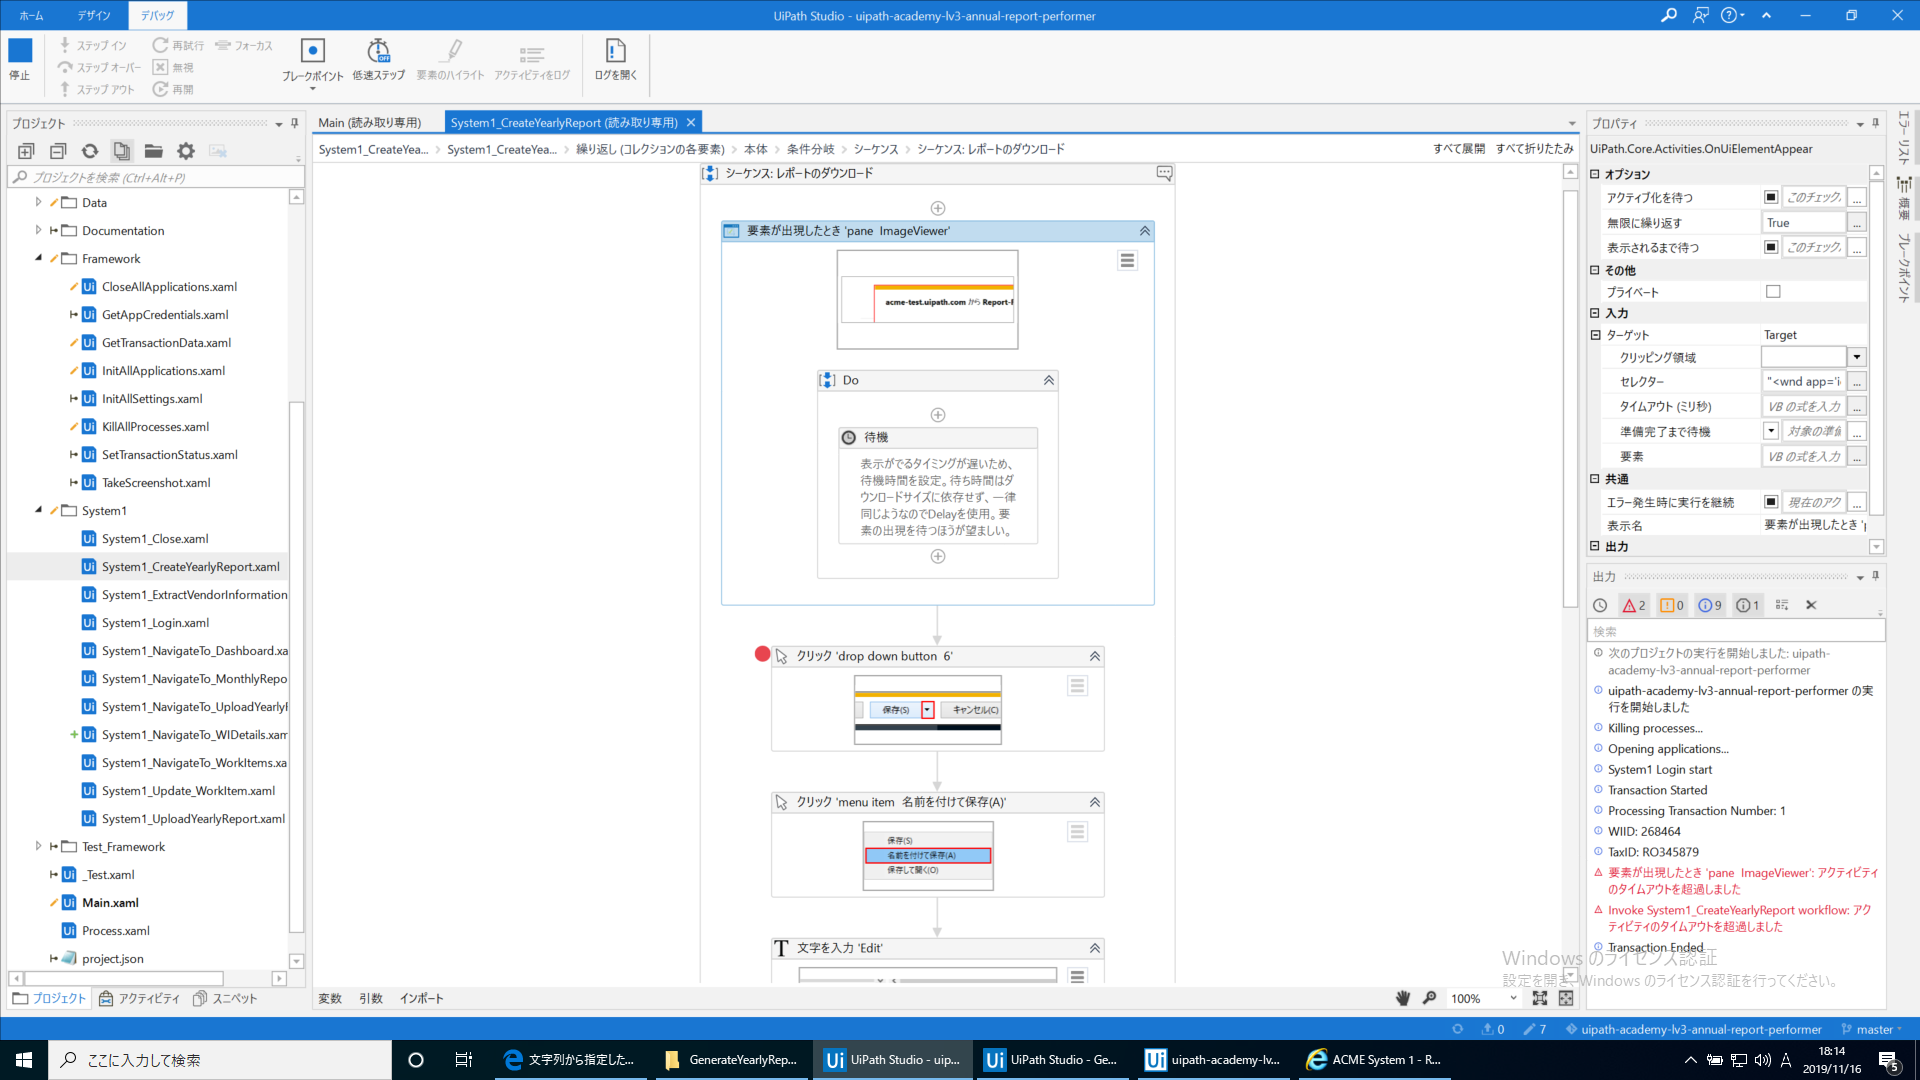 ホーム
デザイン
デバッグ
UiPath Studio - uipath-academy-lv3-annual-report-performer
停止
ステップ イン
ステップ オーバー
ステップ アウト
再試行
無視
再開
フォーカス
ブレークポイント
低速ステップ
要素のハイライト
アクティビティをログ
ログを開く
プロジェクト
プロジェクトを検索 (Ctrl+Alt+P)
Data
Documentation
Framework
CloseAllApplications.xaml
GetAppCredentials.xaml
GetTransactionData.xaml
InitAllApplications.xaml
InitAllSettings.xaml
KillAllProcesses.xaml
SetTransactionStatus.xaml
TakeScreenshot.xaml
System1
System1_Close.xaml
System1_CreateYearlyReport.xaml
System1_ExtractVendorInformation
System1_Login.xaml
System1_NavigateTo_Dashboard.xa
System1_NavigateTo_MonthlyRepo
System1_NavigateTo_UploadYearlyF
System1_NavigateTo_WIDetails.xam
System1_NavigateTo_WorkItems.xa
System1_Update_WorkItem.xaml
System1_UploadYearlyReport.xaml
Test_Framework
_Test.xaml
Main.xaml
Process.xaml
project.json
プロジェクト
アクティビティ
スニペット
Main (読み取り専用)
System1_CreateYearlyReport (読み取り専用)
System1_CreateYea...
System1_CreateYea...
繰り返し (コレクションの各要素)
本体
条件分岐
シーケンス
シーケンス: レポートのダウンロード
すべて展開
すべて折りたたみ
シーケンス: レポートのダウンロード
要素が出現したとき 'pane ImageViewer'
acme-test.uipath.com から Report-F
Do
待機
表示がでるタイミングが遅いため、
待機時間を設定。待ち時間はダ
ウンロードサイズに依存せず、一律
同じようなのでDelayを使用。要
素の出現を待つほうが望ましい。
クリック 'drop down button 6'
保存(S)
キャンセル(C)
クリック 'menu item 名前を付けて保存(A)'
保存(S)
名前を付けて保存(A)
保存して開く(O)
文字を入力 'Edit'
変数
引数
インポート
100%
プロパティ
UiPath.Core.Activities.OnUiElementAppear
オプション
アクティブ化を待つ
このチェック.
...
無限に繰り返す
True
...
表示されるまで待つ
このチェック.
...
その他
プライベート
入力
ターゲット
Target
クリッピング領域
セレクター
"<wnd app='i
...
タイムアウト (ミリ秒)
VB の式を入力
...
準備完了まで待機
対象の準備
...
要素
VB の式を入力
...
共通
エラー発生時に実行を継続
現在のアク
...
表示名
要素が出現したとき 'p
出力
エラー リスト
概要
ブレークポイント
出力
2
0
9
1
検索
次のプロジェクトの実行を開始しました: uipath-
academy-lv3-annual-report-performer
uipath-academy-lv3-annual-report-performer の実
行を開始しました
Killing processes...
Opening applications...
System1 Login start
Transaction Started
Processing Transaction Number: 1
WIID: 268464
TaxID: RO345879
要素が出現したとき 'pane ImageViewer': アクティビティ
のタイムアウトを超過しました
Invoke System1_CreateYearlyReport workflow: アク
ティビティのタイムアウトを超過しました
Transaction Ended
Windows のライセンス認証
設定を開き、Windows のライセンス認証を行ってください。
0
7
uipath-academy-lv3-annual-report-performer
master
ここに入力して検索
文字列から指定した...
GenerateYearlyRep...
UiPath Studio - uip...
UiPath Studio - Ge...
uipath-academy-lv...
ACME System 1 - R...
A
18:14
2019/11/16
5